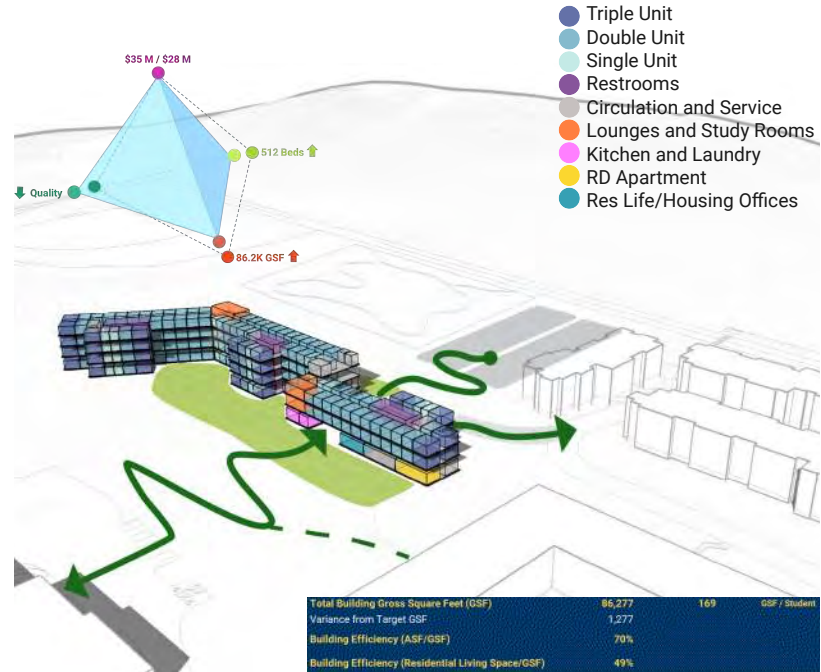 $35 M / $28 M
512 Beds
Quality
86.2K GSF
Triple Unit
Double Unit
Single Unit
Restrooms
Circulation and Service
Lounges and Study Rooms
Kitchen and Laundry
RD Apartment
Res Life/Housing Offices
Total Building Gross Square Feet (GSF) 86,277 169 GSF / Student
Variance from Target GSF 1,277
Building Efficiency (ASF/GSF) 70%
Building Efficiency (Residential Living Space/GSF) 49%